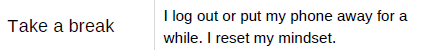 Take a break
I log out or put my phone away for a
while. I reset my mindset.